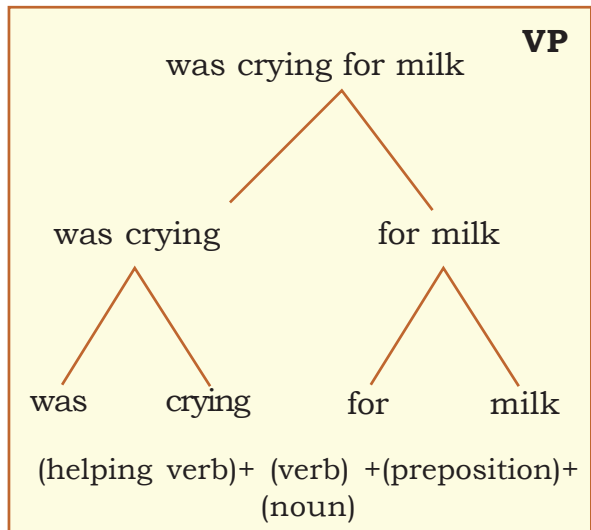 VP
was crying for milk
was crying for milk
was crying for milk
(helping verb)+ (verb) +(preposition)+
(noun)